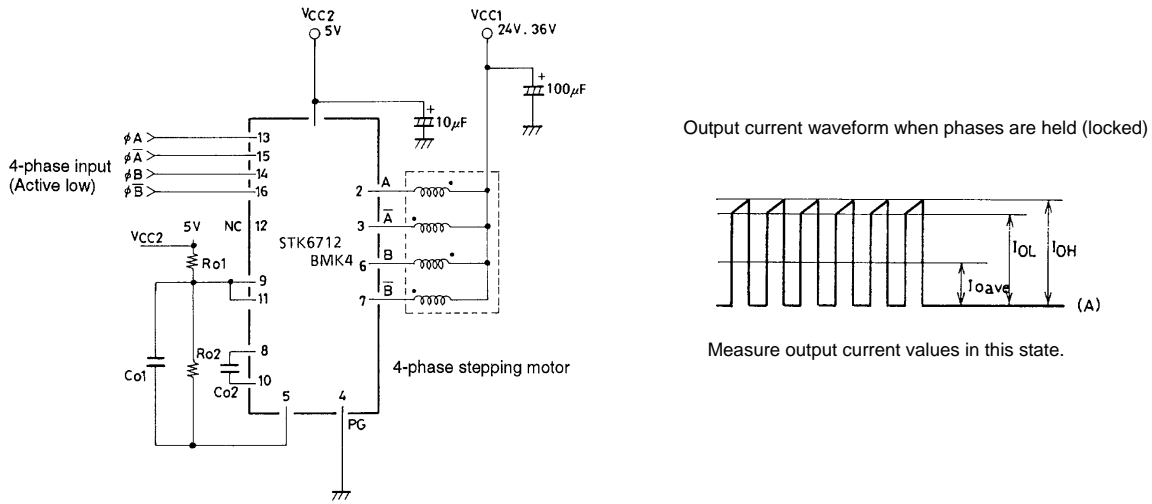 VCC2
5V
VCC1
24V . 36V
+
10μF
+
100μF
4-phase input
(Active low)
φA
φA̅
φB
φB̅
13
15
14
16
NC 12
STK6712
BMK4
2 A
3 A̅
6 B
7 B̅
5V
VCC2
Ro1
9
11
Ro2
Co1
8
10
Co2
5
4
PG
4-phase stepping motor
Output current waveform when phases are held (locked)
IOL
IOH
Ioave
(A)
Measure output current values in this state.